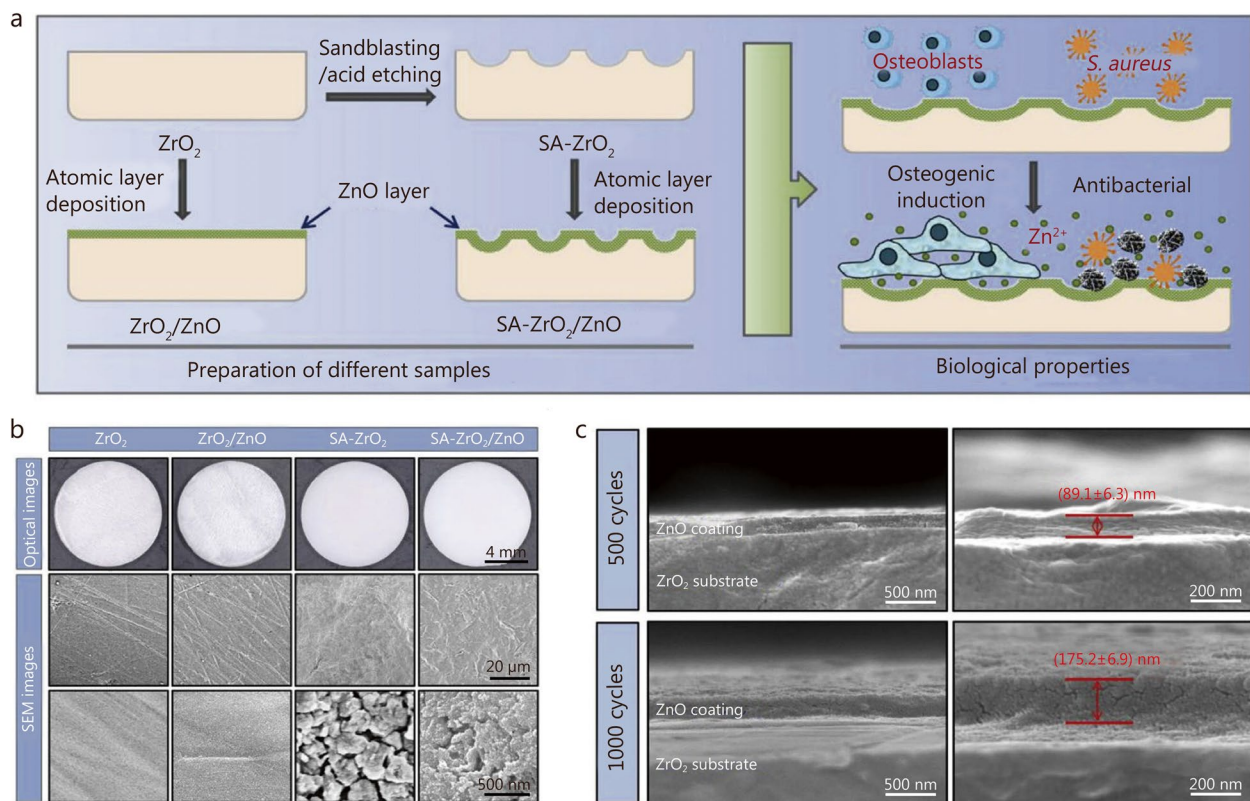 a
Sandblasting
/acid etching
ZrO₂
SA-ZrO₂
Atomic layer
deposition
ZnO layer
Atomic layer
deposition
ZrO₂/ZnO
SA-ZrO₂/ZnO
Preparation of different samples
Osteoblasts
S. aureus
Osteogenic
induction
Antibacterial
Zn²⁺
Biological properties
b
ZrO₂
ZrO₂/ZnO
SA-ZrO₂
SA-ZrO₂/ZnO
Optical images
4 mm
SEM images
20 μm
500 nm
c
500 cycles
ZnO coating
ZrO₂ substrate
500 nm
(89.1±6.3) nm
200 nm
1000 cycles
ZnO coating
ZrO₂ substrate
500 nm
(175.2±6.9) nm
200 nm